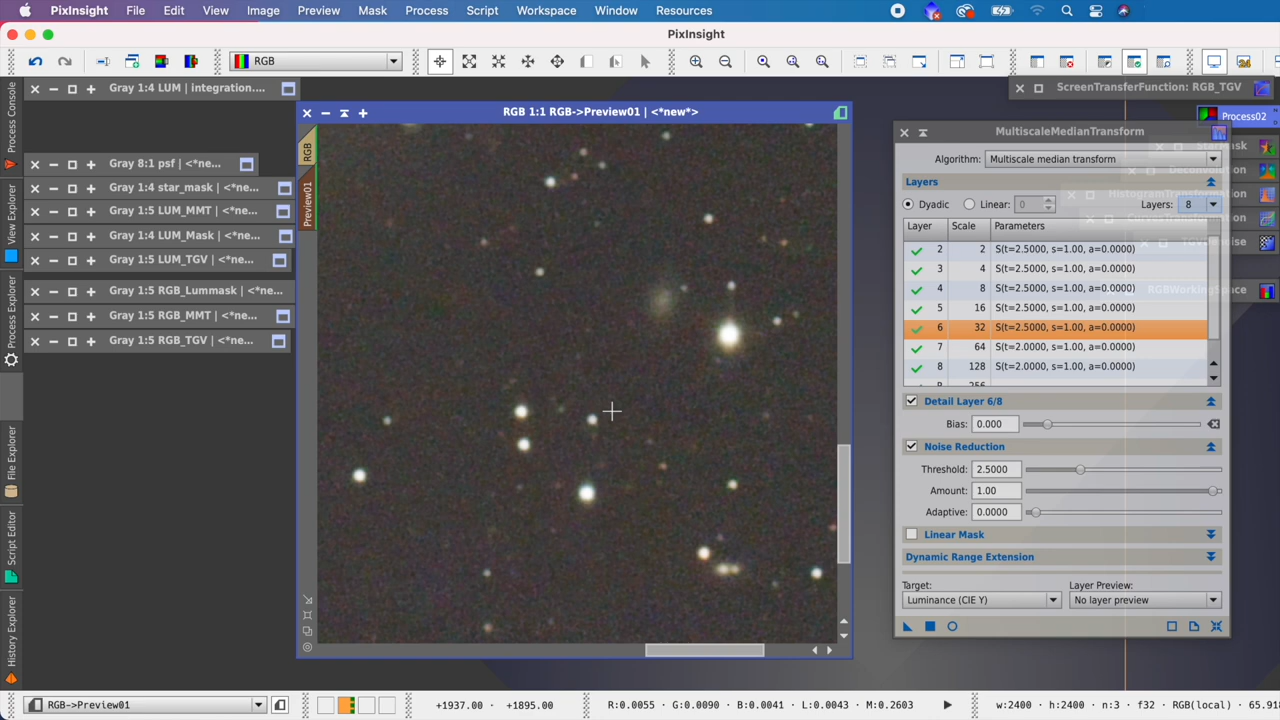 PixInsight File Edit View Image Preview Mask Process Script Workspace Window Resources
PixInsight
RGB
Gray 1:4 LUM | integration....
Gray 8:1 psf | <*ne...
Gray 1:4 star_mask | <*ne...
Gray 1:5 LUM_MMT | <*ne...
Gray 1:4 LUM_Mask | <*ne...
Gray 1:5 LUM_TGV | <*ne...
Gray 1:5 RGB_Lummask | <*ne...
Gray 1:5 RGB_MMT | <*ne...
Gray 1:5 RGB_TGV | <*ne...
Process Console
View Explorer
Process Explorer
File Explorer
Script Editor
History Explorer
RGB 1:1 RGB->Preview01 | <*new*>
RGB
Preview01
ScreenTransferFunction: RGB_TGV
Process02
StarMask
Deconvolution
HistogramTransformation
CurvesTransformation
RGBWorkingSpace
MultiscaleMedianTransform
Algorithm: Multiscale median transform
Layers
Dyadic Linear: 0 Layers: 8
Layer Scale Parameters
2 2 S(t=2.5000, s=1.00, a=0.0000)
3 4 S(t=2.5000, s=1.00, a=0.0000)
4 8 S(t=2.5000, s=1.00, a=0.0000)
5 16 S(t=2.5000, s=1.00, a=0.0000)
6 32 S(t=2.5000, s=1.00, a=0.0000)
7 64 S(t=2.0000, s=1.00, a=0.0000)
8 128 S(t=2.0000, s=1.00, a=0.0000)
R 256
Detail Layer 6/8
Bias: 0.000
Noise Reduction
Threshold: 2.5000
Amount: 1.00
Adaptive: 0.0000
Linear Mask
Dynamic Range Extension
Target: Layer Preview:
Luminance (CIE Y) No layer preview
RGB->Preview01
+1937.00 · +1895.00
R:0.0055 · G:0.0090 · B:0.0041 · M:0.2603
w:2400 · h:2400 · n:3 · f32 · RGB(local) · 65.91